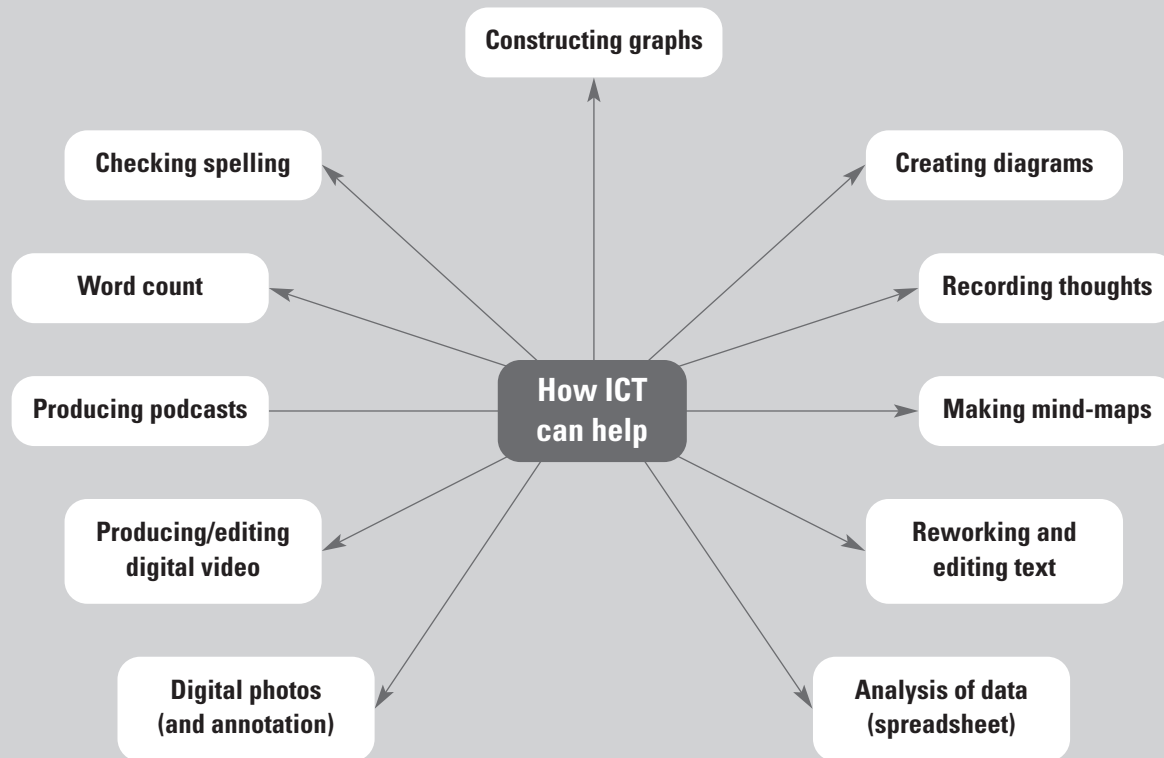 Constructing graphs
Checking spelling
Creating diagrams
Word count
Recording thoughts
How ICT
can help
Producing podcasts
Making mind-maps
Producing/editing
digital video
Reworking and
editing text
Digital photos
(and annotation)
Analysis of data
(spreadsheet)